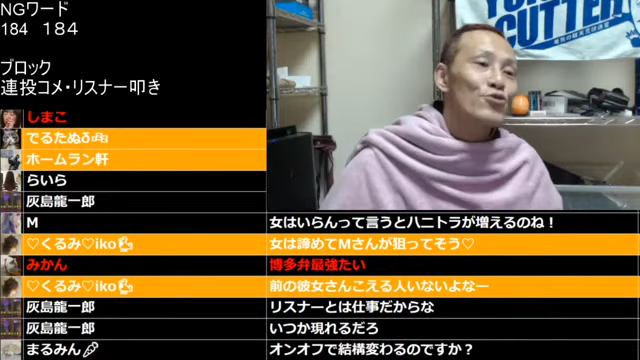 NGワード
184 １８４
ブロック
連投コメ・リスナー叩き
しまこ
でるたぬ
ホームラン軒
らいら
灰島龍一郎
M 女はいらんって言うとハニトラが増えるのね！
♡くるみ♡iko 女は諦めてMさんが狙ってそう♡
みかん 博多弁最強たい
♡くるみ♡iko 前の彼女さんこえる人いないよなー
灰島龍一郎 リスナーとは仕事だからな
灰島龍一郎 いつか現れるだろ
まるみん オンオフで結構変わるのですか？
CUTTER